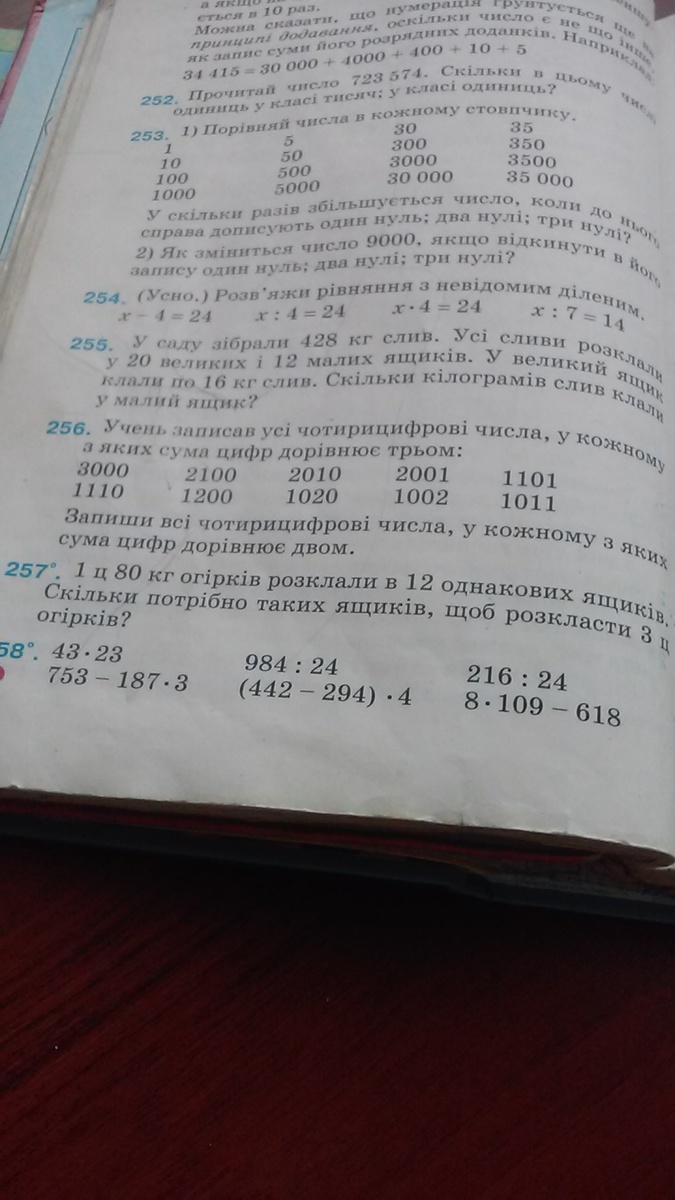 ється в 10 раз.
Можна сказати, що нумерація ґрунтується ще на
принципі додавання, оскільки число є не що інше,
як запис суми його розрядних доданків. Наприклад:
34 415 = 30 000 + 4000 + 400 + 10 + 5
252. Прочитай число 723 574. Скільки в цьому числі
одиниць у класі тисяч; у класі одиниць?
253. 1) Порівняй числа в кожному стовпчику.
1 5 30 35
10 50 300 350
100 500 3000 3500
1000 5000 30 000 35 000
У скільки разів збільшується число, коли до нього
справа дописують один нуль; два нулі; три нулі?
2) Як зміниться число 9000, якщо відкинути в його
запису один нуль; два нулі; три нулі?
254. (Усно.) Розв'яжи рівняння з невідомим діленим.
x − 4 = 24 x : 4 = 24 x · 4 = 24 x : 7 = 14
255. У саду зібрали 428 кг слив. Усі сливи розклали
у 20 великих і 12 малих ящиків. У великий ящик
клали по 16 кг слив. Скільки кілограмів слив клали
у малий ящик?
256. Учень записав усі чотирицифрові числа, у кожному
з яких сума цифр дорівнює трьом:
3000 2100 2010 2001 1101
1110 1200 1020 1002 1011
Запиши всі чотирицифрові числа, у кожному з яких
сума цифр дорівнює двом.
257°. 1 ц 80 кг огірків розклали в 12 однакових ящиків.
Скільки потрібно таких ящиків, щоб розкласти 3 ц
огірків?
58°. 43 · 23 984 : 24 216 : 24
753 − 187 · 3 (442 − 294) · 4 8 · 109 − 618